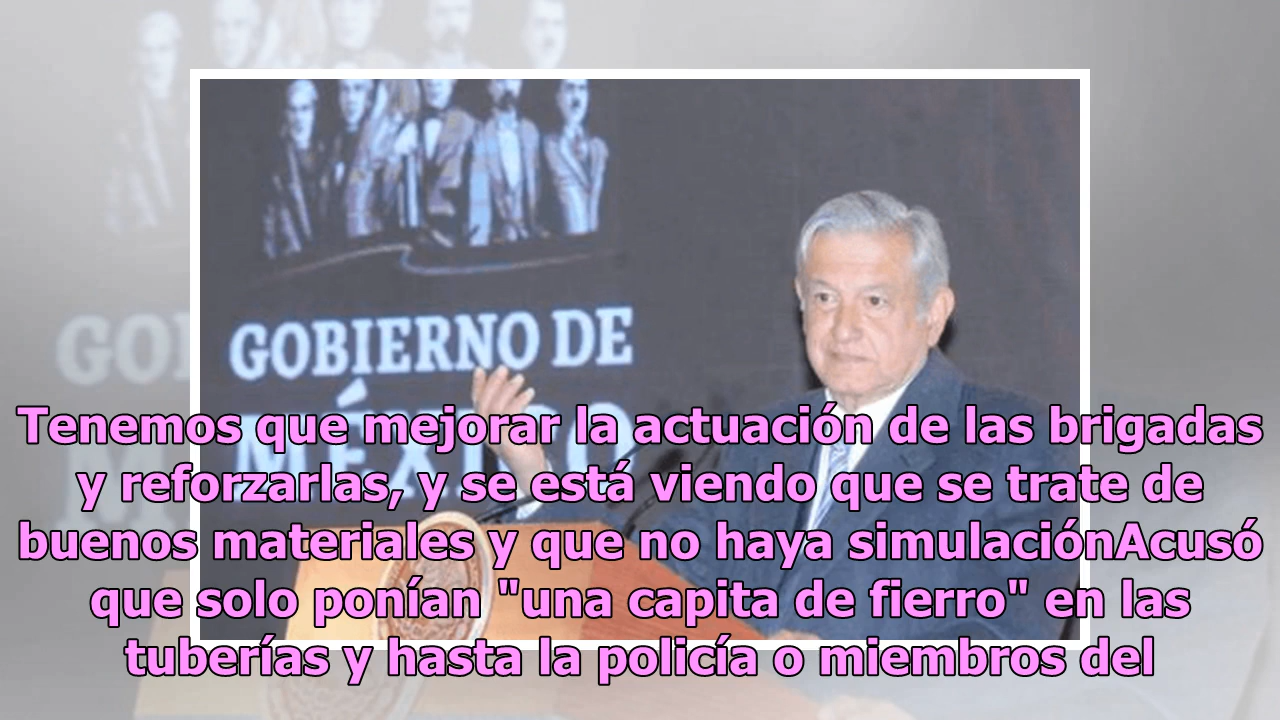 GOBIERNO DE
MÉXICO
Tenemos que mejorar la actuación de las brigadas
y reforzarlas, y se está viendo que se trate de
buenos materiales y que no haya simulaciónAcusó
que solo ponían "una capita de fierro" en las
tuberías y hasta la policía o miembros del